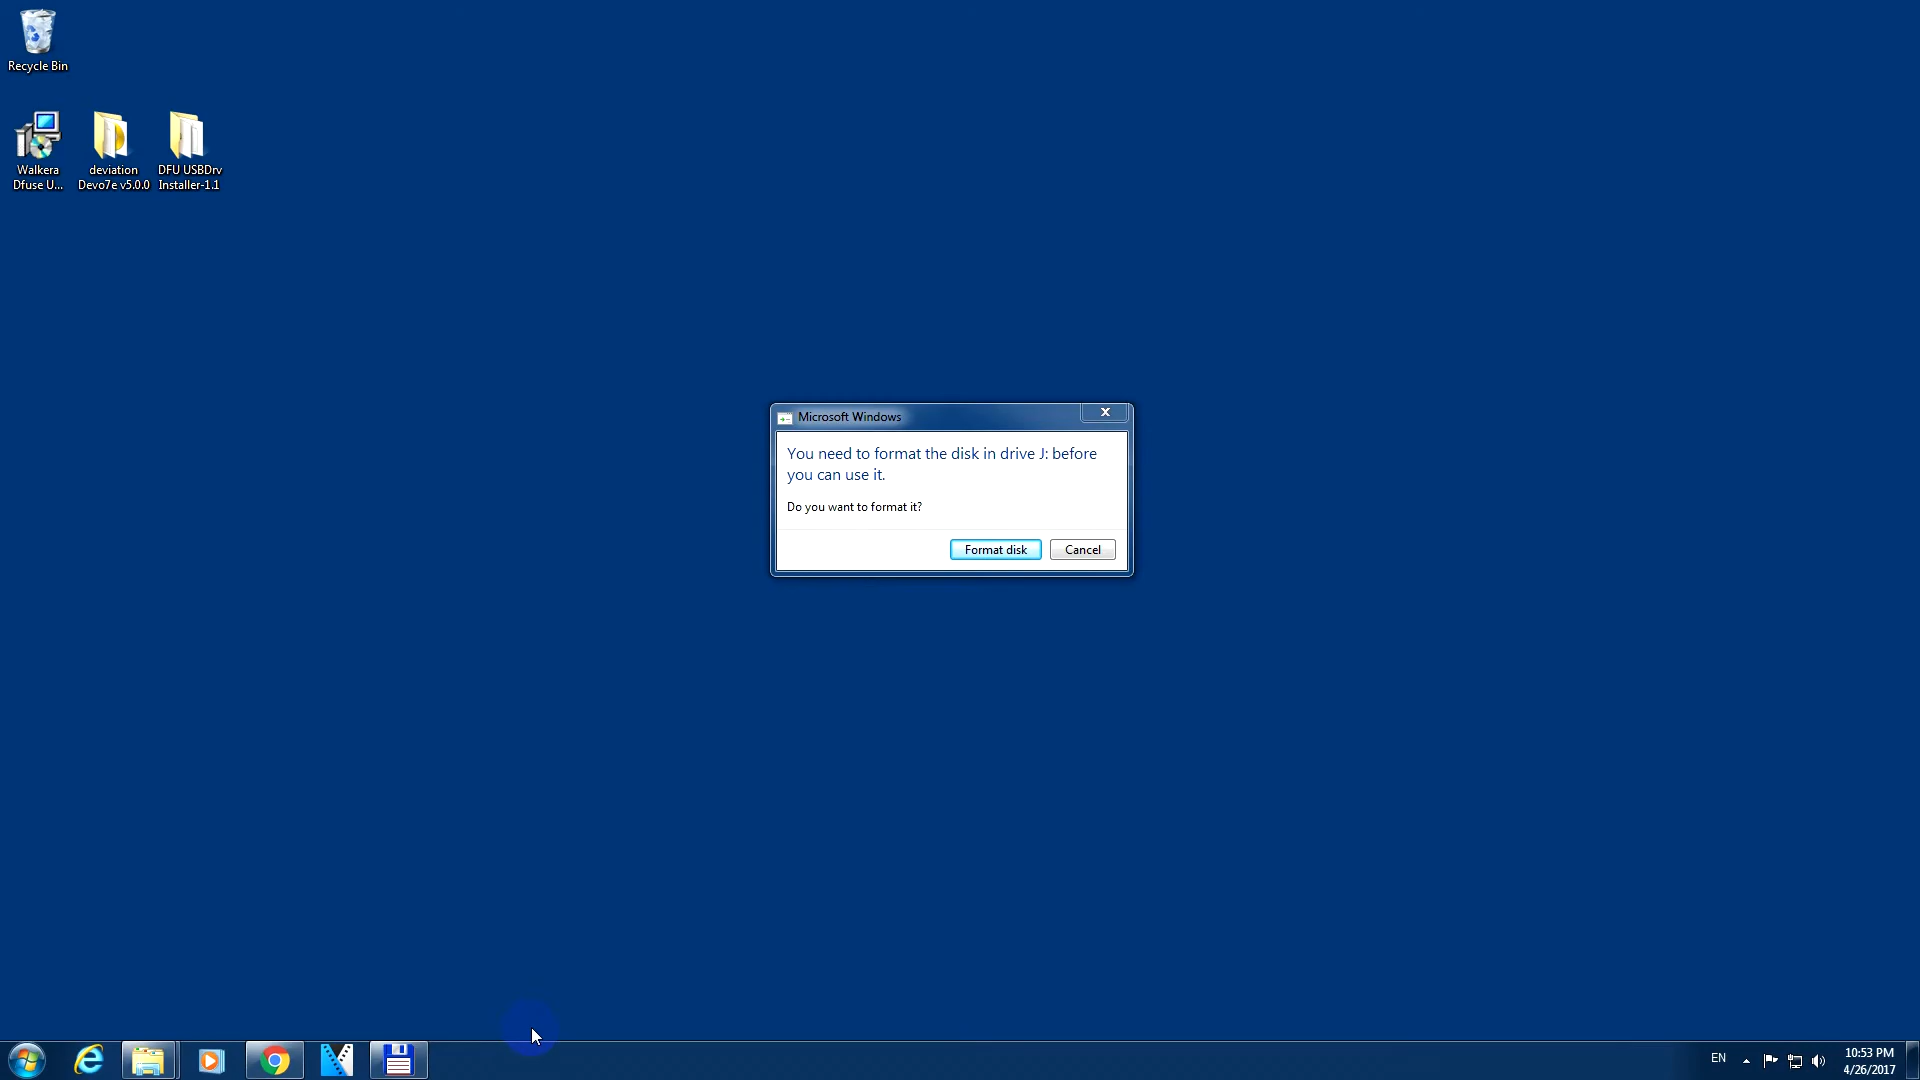 Recycle Bin
Walkera
Dfuse U...
deviation
Devo7e v5.0.0
DFU USBDrv
Installer-1.1
Microsoft Windows
X
You need to format the disk in drive J: before
you can use it.
Do you want to format it?
Format disk
Cancel
EN
10:53 PM
4/26/2017